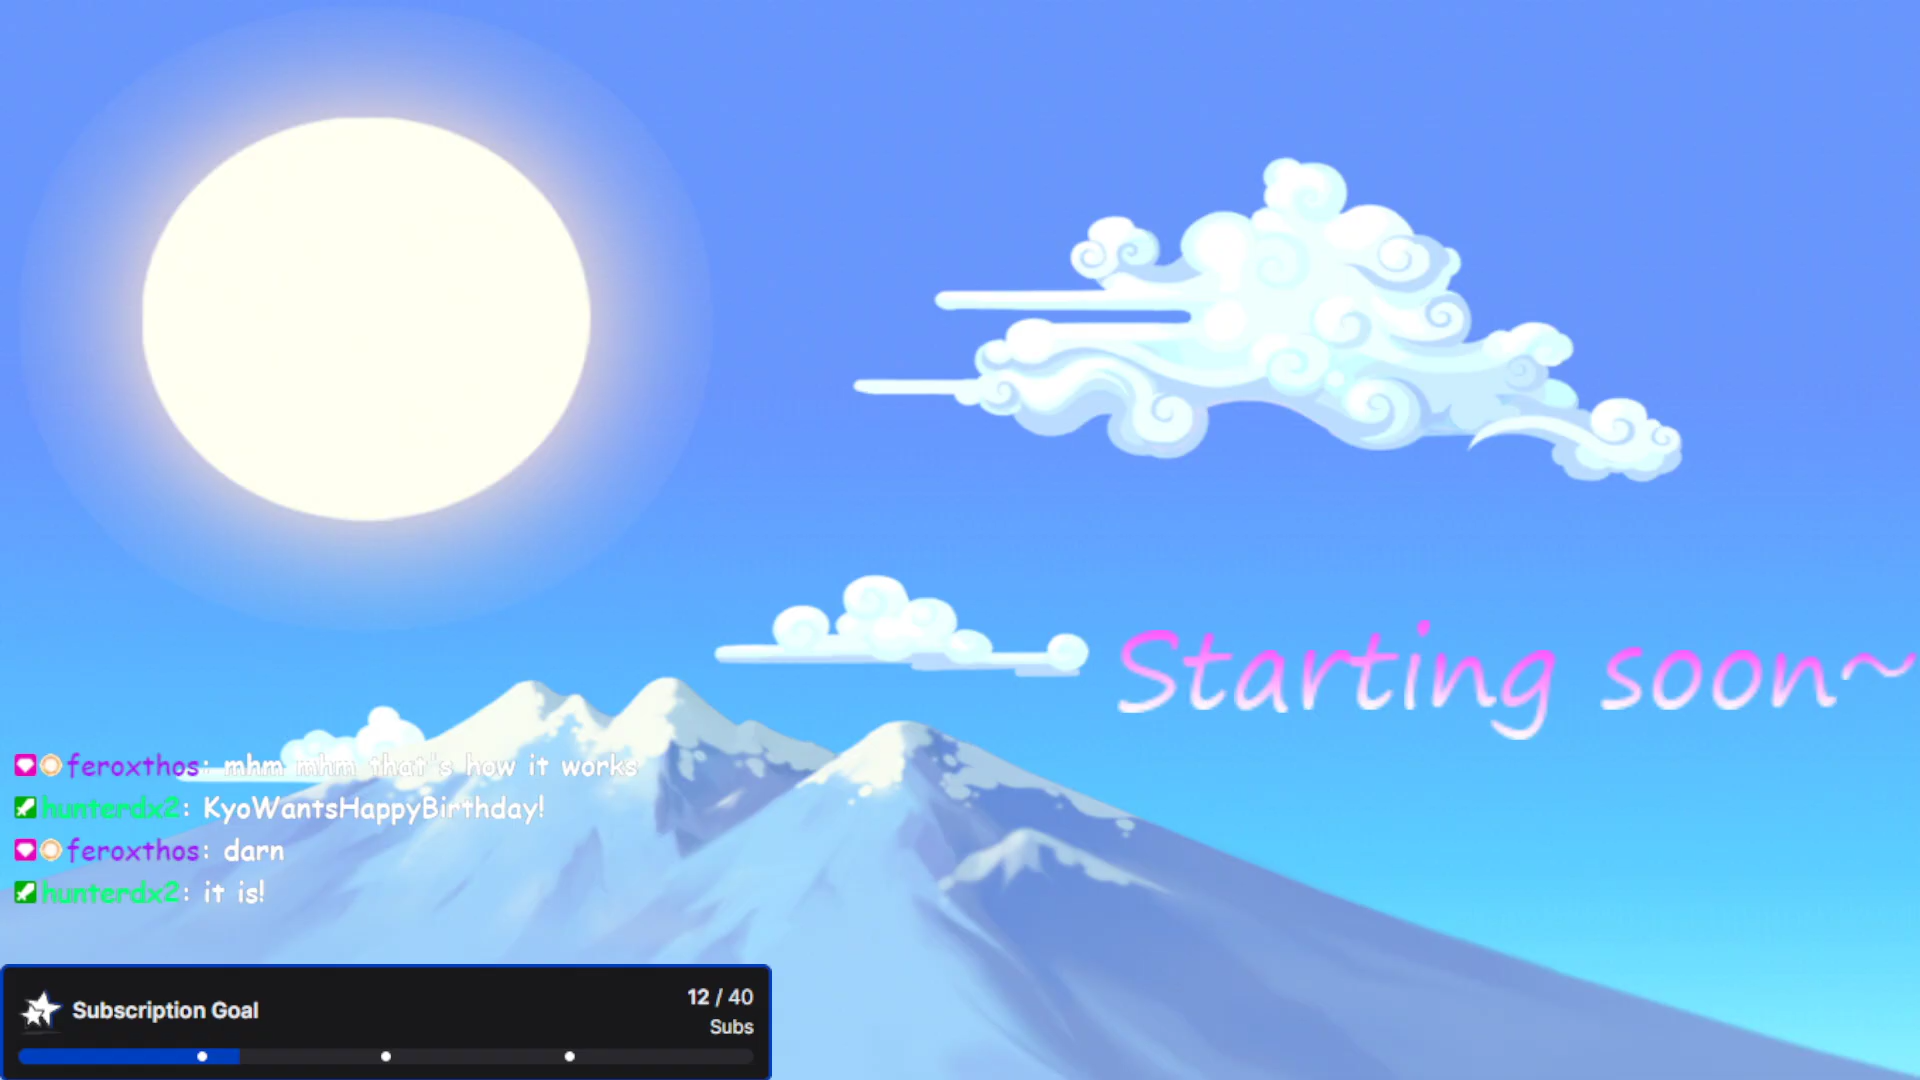 Starting soon~
feroxthos: mhm mhm that's how it works
hunterdx2: KyoWantsHappyBirthday!
feroxthos: darn
hunterdx2: it is!
Subscription Goal
12 / 40
Subs